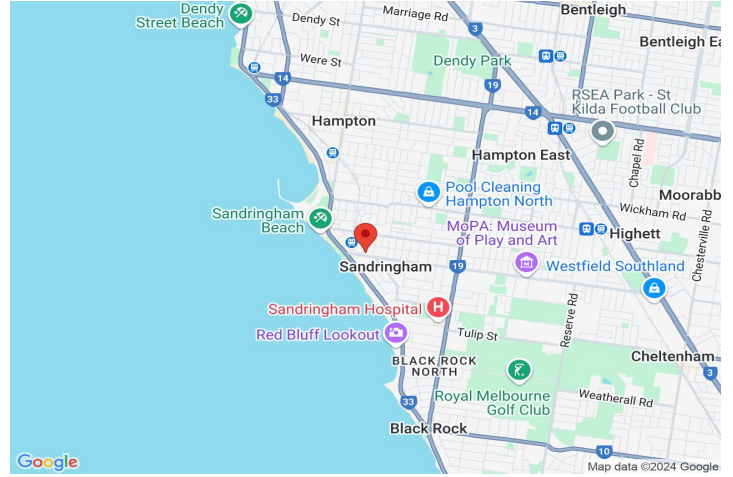 Dendy
Street Beach
Dendy St
Marriage Rd
Bentleigh
3
Bentleigh Ea
Were St
Dendy Park
14
19
RSEA Park - St
Kilda Football Club
33
14
Hampton
Hampton East
Chapel Rd
Pool Cleaning
Hampton North
Moorabb
Wickham Rd
Sandringham
Beach
MoPA: Museum
of Play and Art
Highett
Chesterville Rd
Sandringham
19
Westfield Southland
Sandringham Hospital
H
Reserve Rd
Red Bluff Lookout
Tulip St
BLACK ROCK
NORTH
Cheltenham
3
Royal Melbourne
Golf Club
Weatherall Rd
33
Black Rock
10
Google
Map data ©2024 Google